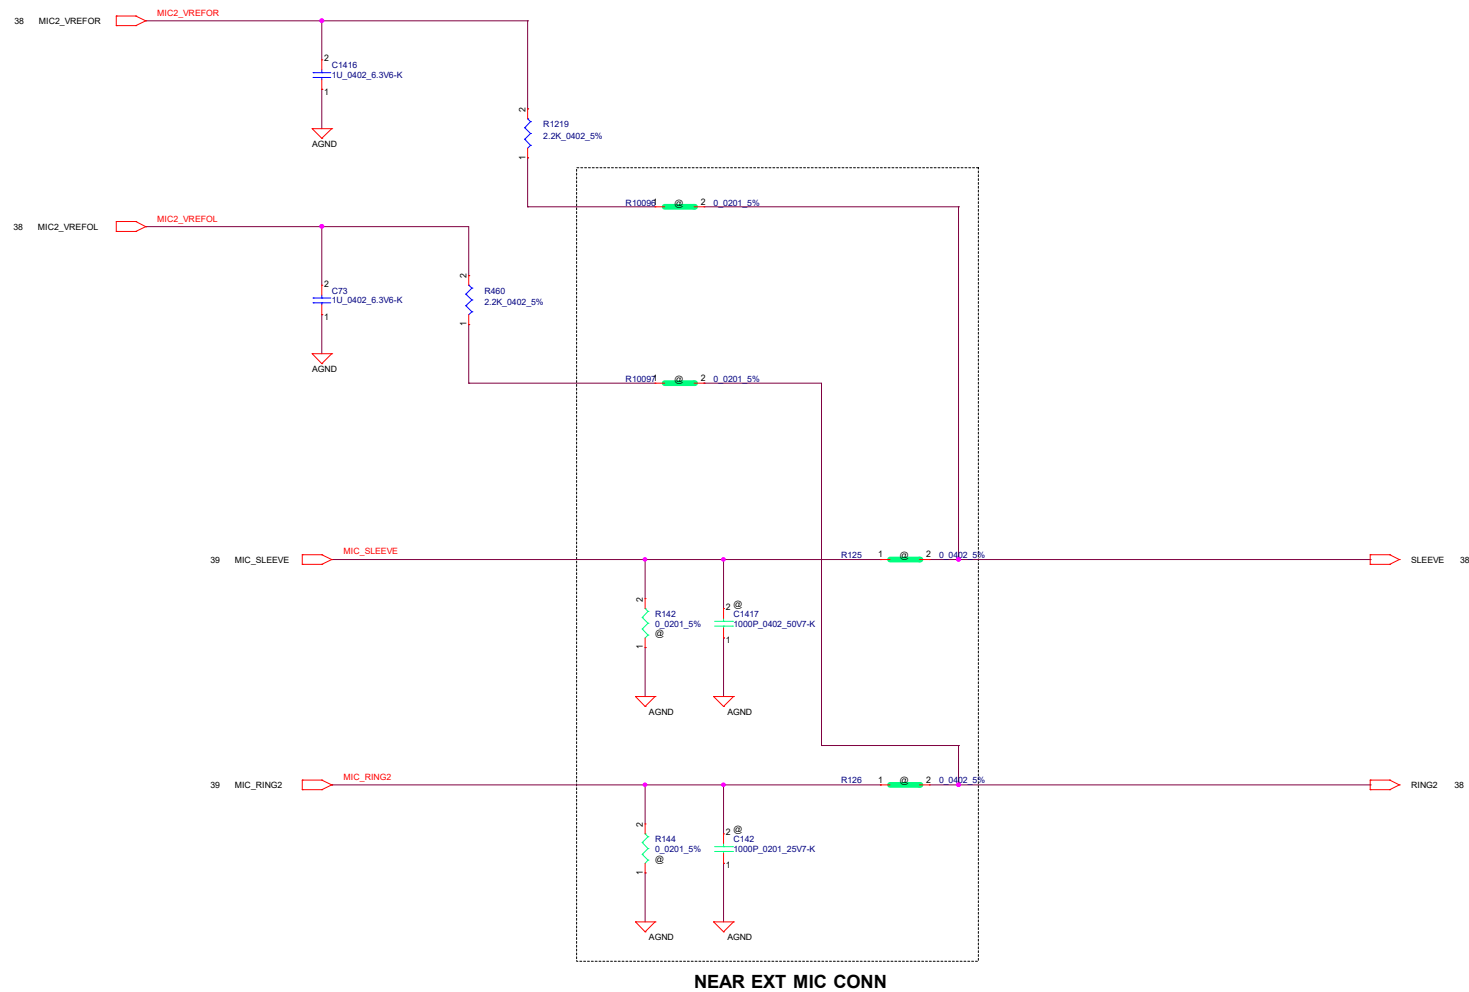 38 MIC2_VREFOR MIC2_VREFOR
2
C1416
1U_0402_6.3V6-K
1
AGND
2
R1219
2.2K_0402_5%
1
R10096 1 @ 2 0_0201_5%
38 MIC2_VREFOL MIC2_VREFOL
2
C73
1U_0402_6.3V6-K
1
AGND
2
R460
2.2K_0402_5%
1
R10097 1 @ 2 0_0201_5%
39 MIC_SLEEVE MIC_SLEEVE
R125 1 @ 2 0_0402_5%
SLEEVE 38
2
R142
0_0201_5%
@
1
AGND
2 @
C1417
1000P_0402_50V7-K
1
AGND
39 MIC_RING2 MIC_RING2
R126 1 @ 2 0_0402_5%
RING2 38
2
R144
0_0201_5%
@
1
AGND
2 @
C142
1000P_0201_25V7-K
1
AGND
NEAR EXT MIC CONN